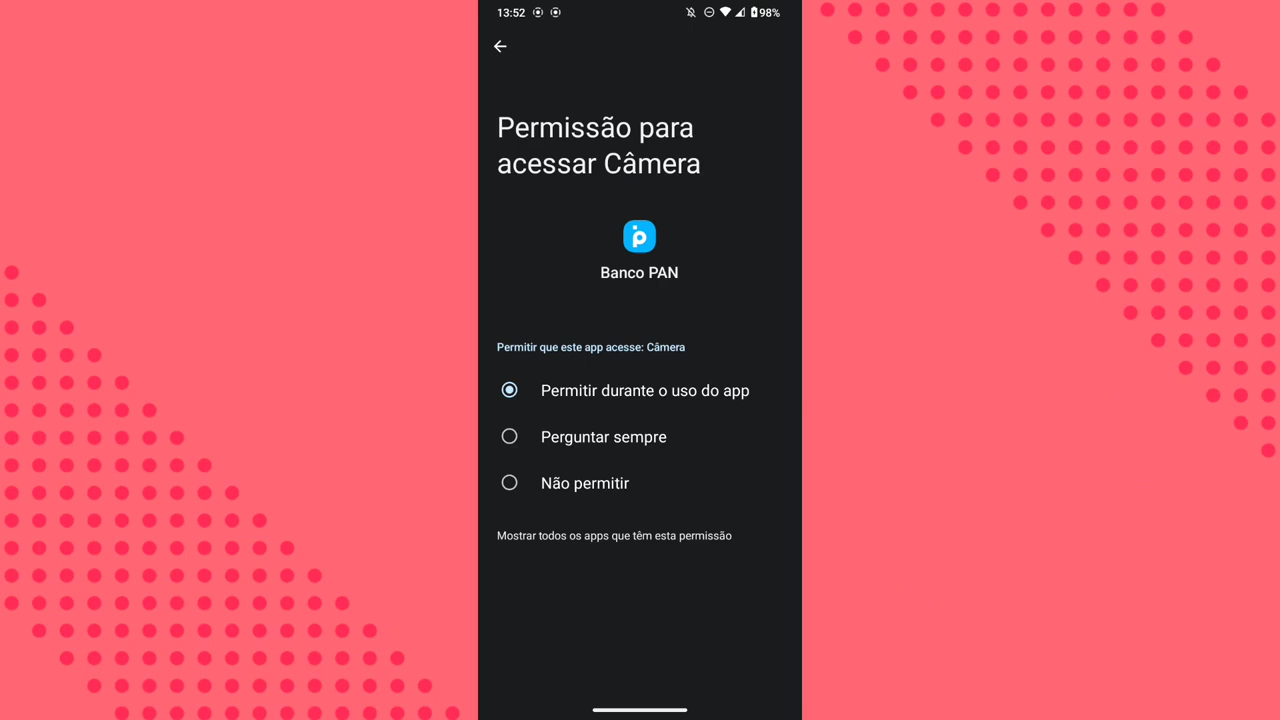 13:52
98%
Permissão para
acessar Câmera
Banco PAN
Permitir que este app acesse: Câmera
Permitir durante o uso do app
Perguntar sempre
Não permitir
Mostrar todos os apps que têm esta permissão